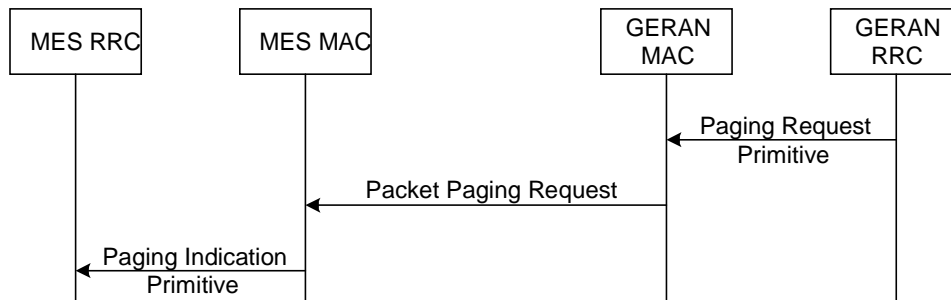 MES RRC
MES MAC
GERAN
MAC
GERAN
RRC
Paging Request
Primitive
Packet Paging Request
Paging Indication
Primitive